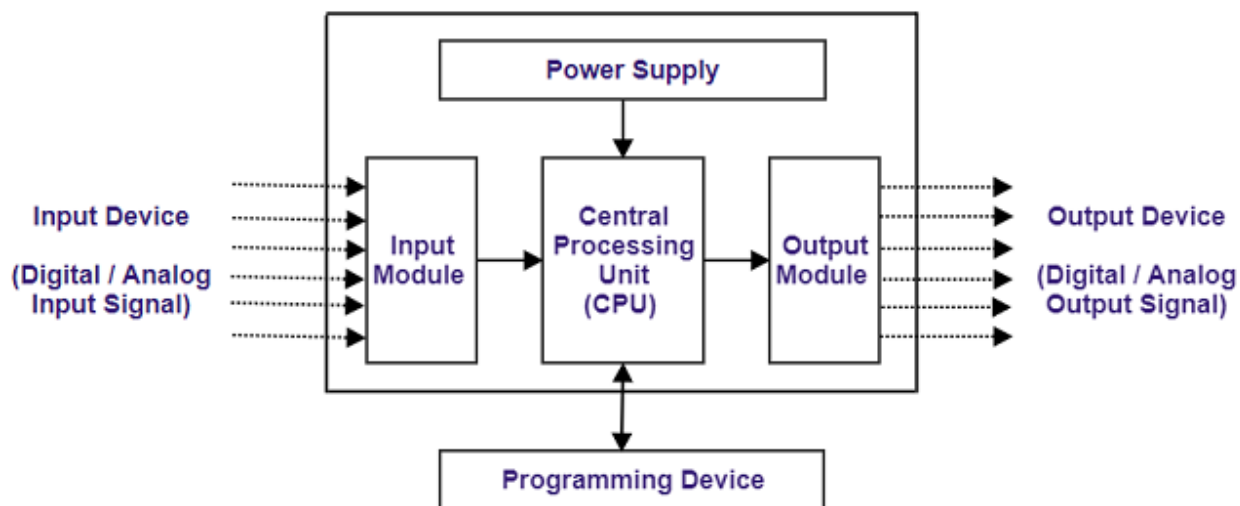 Power Supply
Input Device
(Digital / Analog
Input Signal)
Input
Module
Central
Processing
Unit
(CPU)
Output
Module
Output Device
(Digital / Analog
Output Signal)
Programming Device